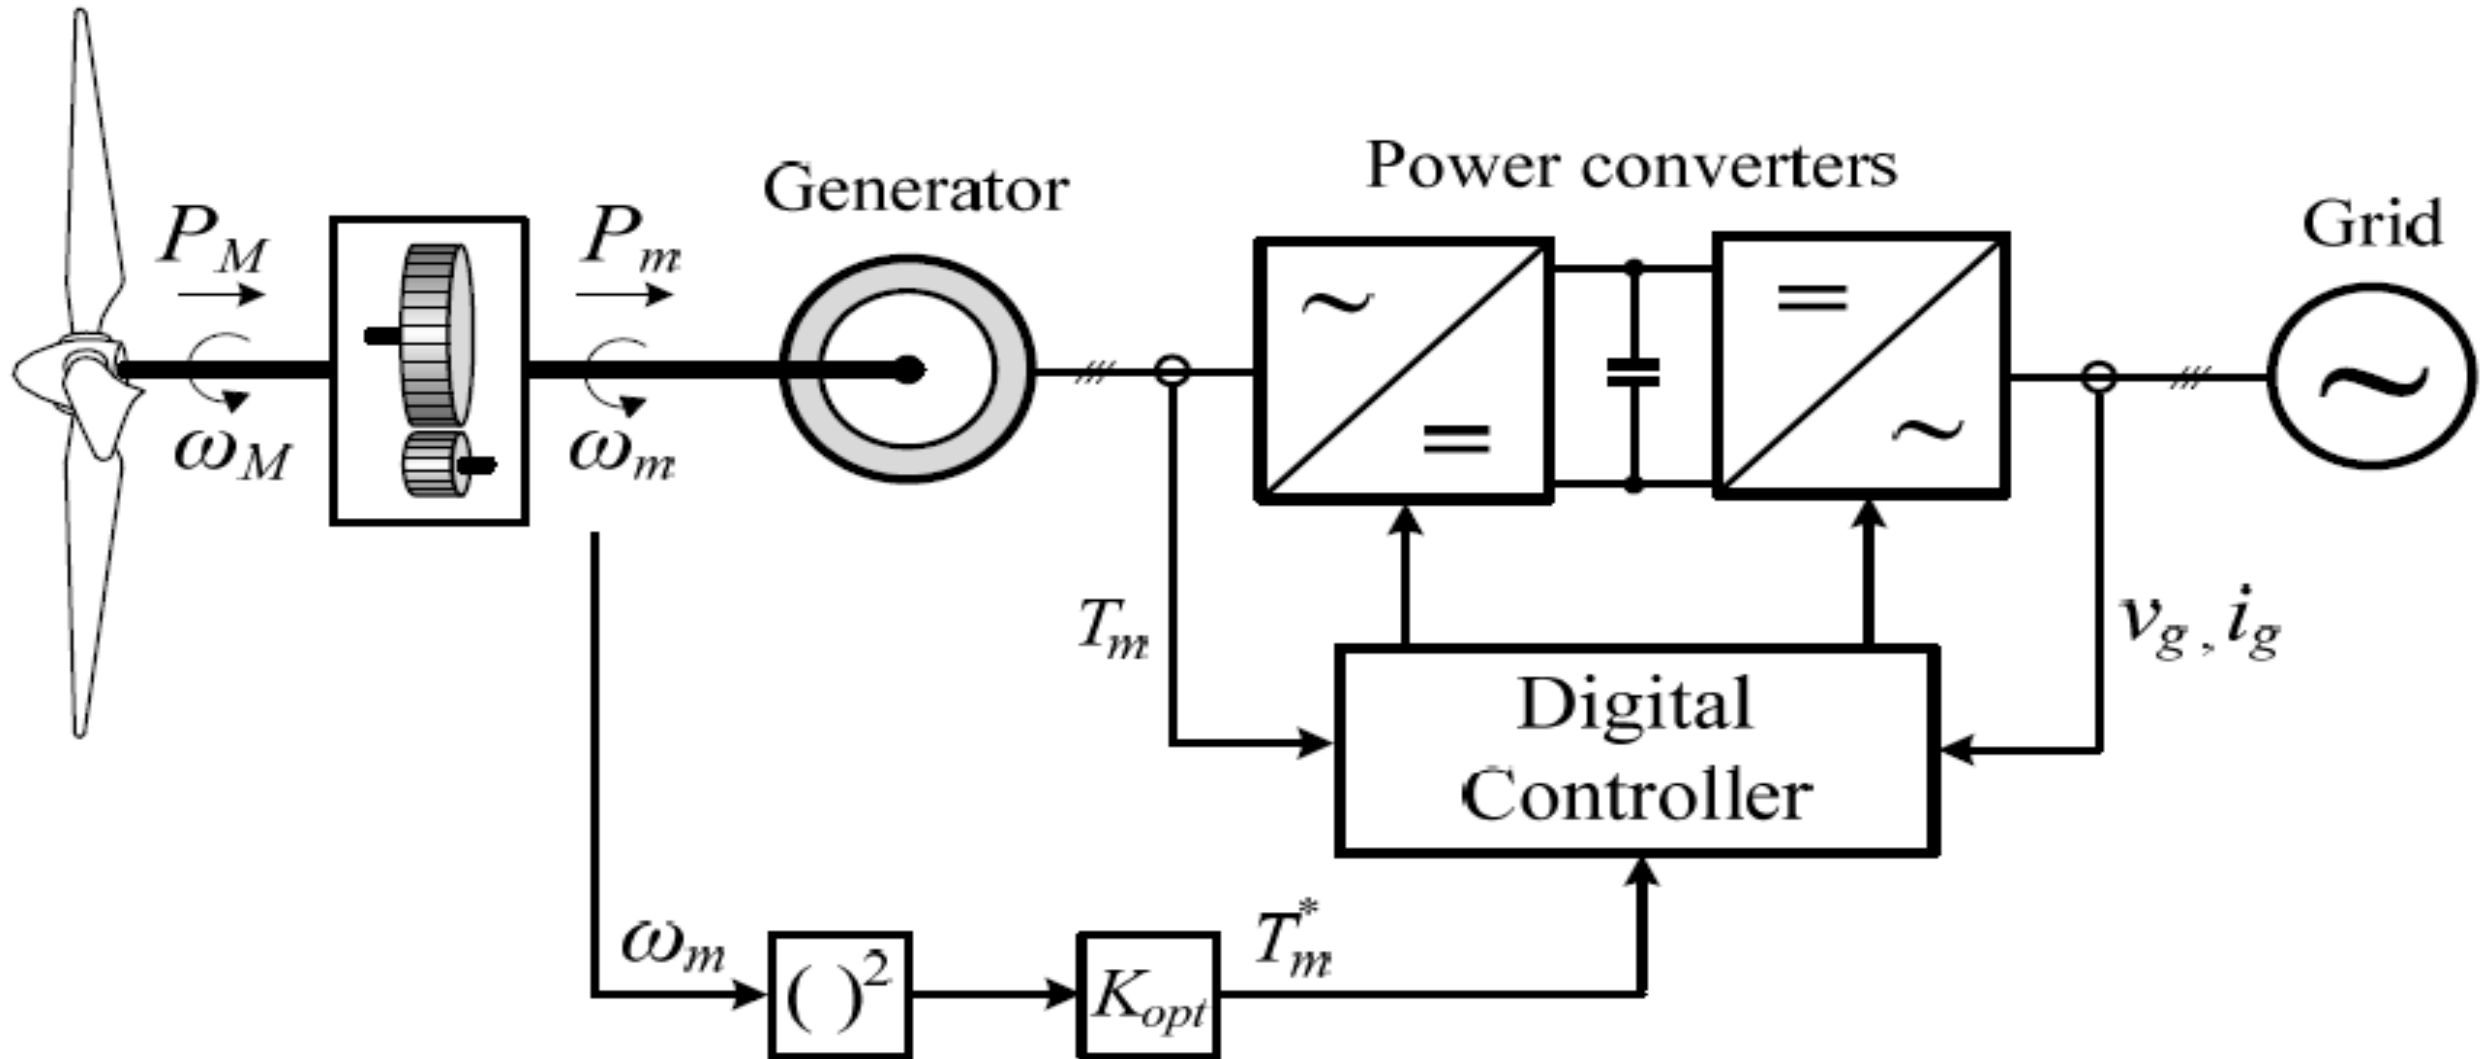 Power converters
Generator
Grid
P_M
P_m
~
=
=
~
~
ω_M
ω_m
T_m
v_g, i_g
Digital
Controller
ω_m
T_m^*
( )^2
K_opt